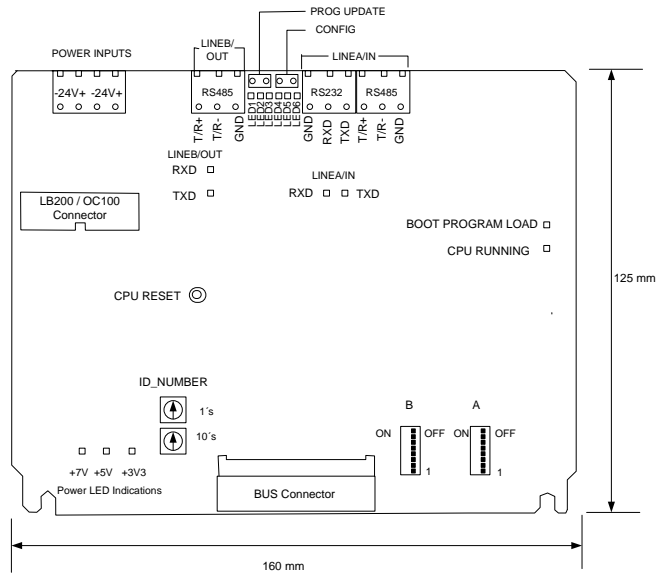 PROG UPDATE
CONFIG
POWER INPUTS
LINEB/
OUT
LINEA/IN
-24V+ -24V+
RS485
RS232
RS485
LED1
LED2
LED3
LED4
LED5
LED6
T/R+
T/R-
GND
GND
RXD
TXD
T/R+
T/R-
GND
LINEB/OUT
RXD
TXD
LINEA/IN
RXD
TXD
LB200 / OC100
Connector
BOOT PROGRAM LOAD
CPU RUNNING
125 mm
CPU RESET
ID_NUMBER
1´s
10´s
B
A
ON
OFF
ON
OFF
1
1
+7V
+5V
+3V3
Power LED Indications
BUS Connector
160 mm